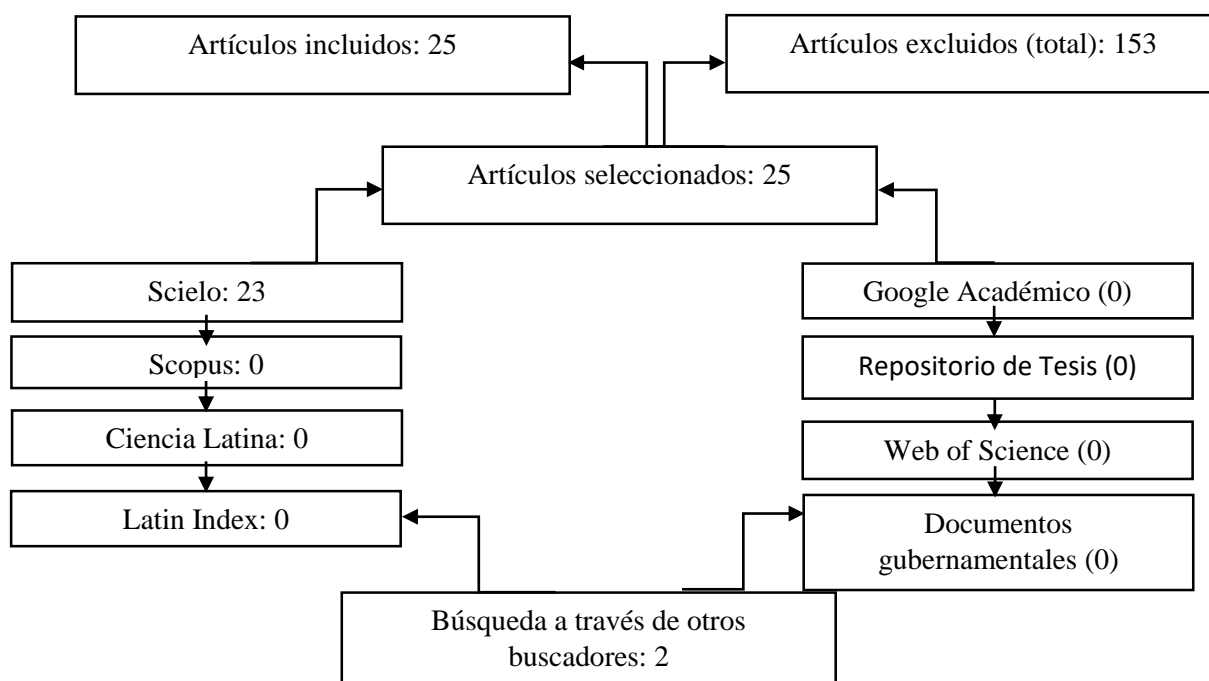 Artículos incluidos: 25
Artículos excluidos (total): 153
Artículos seleccionados: 25
Scielo: 23
Google Académico (0)
Scopus: 0
Repositorio de Tesis (0)
Ciencia Latina: 0
Web of Science (0)
Latin Index: 0
Documentos
gubernamentales (0)
Búsqueda a través de otros
buscadores: 2